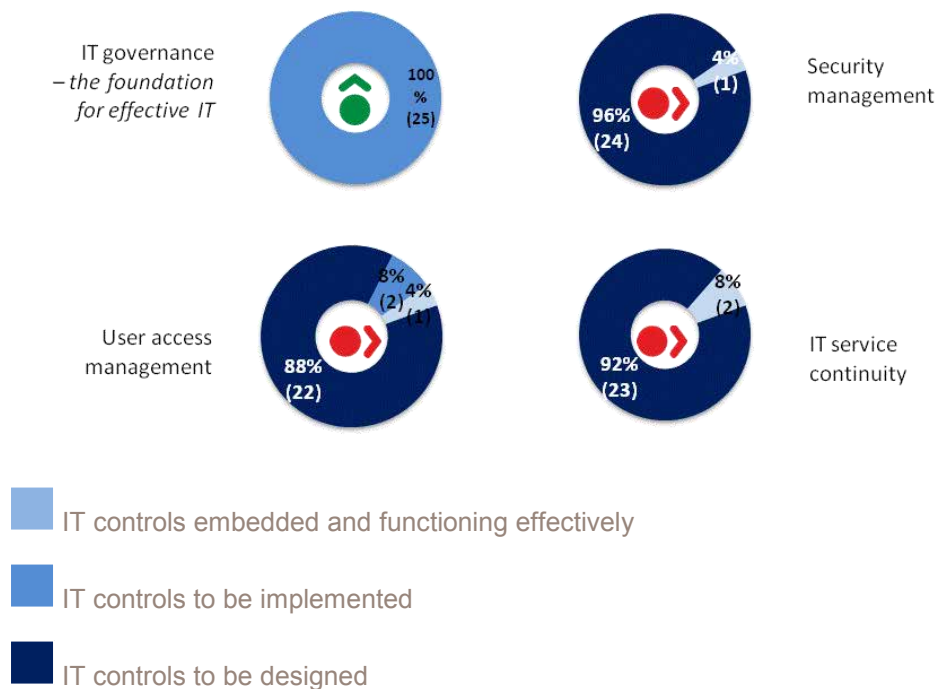 IT governance
– the foundation
for effective IT
100
%
(25)
4%
(1)
96%
(24)
Security
management
User access
management
8%
(2)
4%
(1)
88%
(22)
8%
(2)
92%
(23)
IT service
continuity
IT controls embedded and functioning effectively
IT controls to be implemented
IT controls to be designed